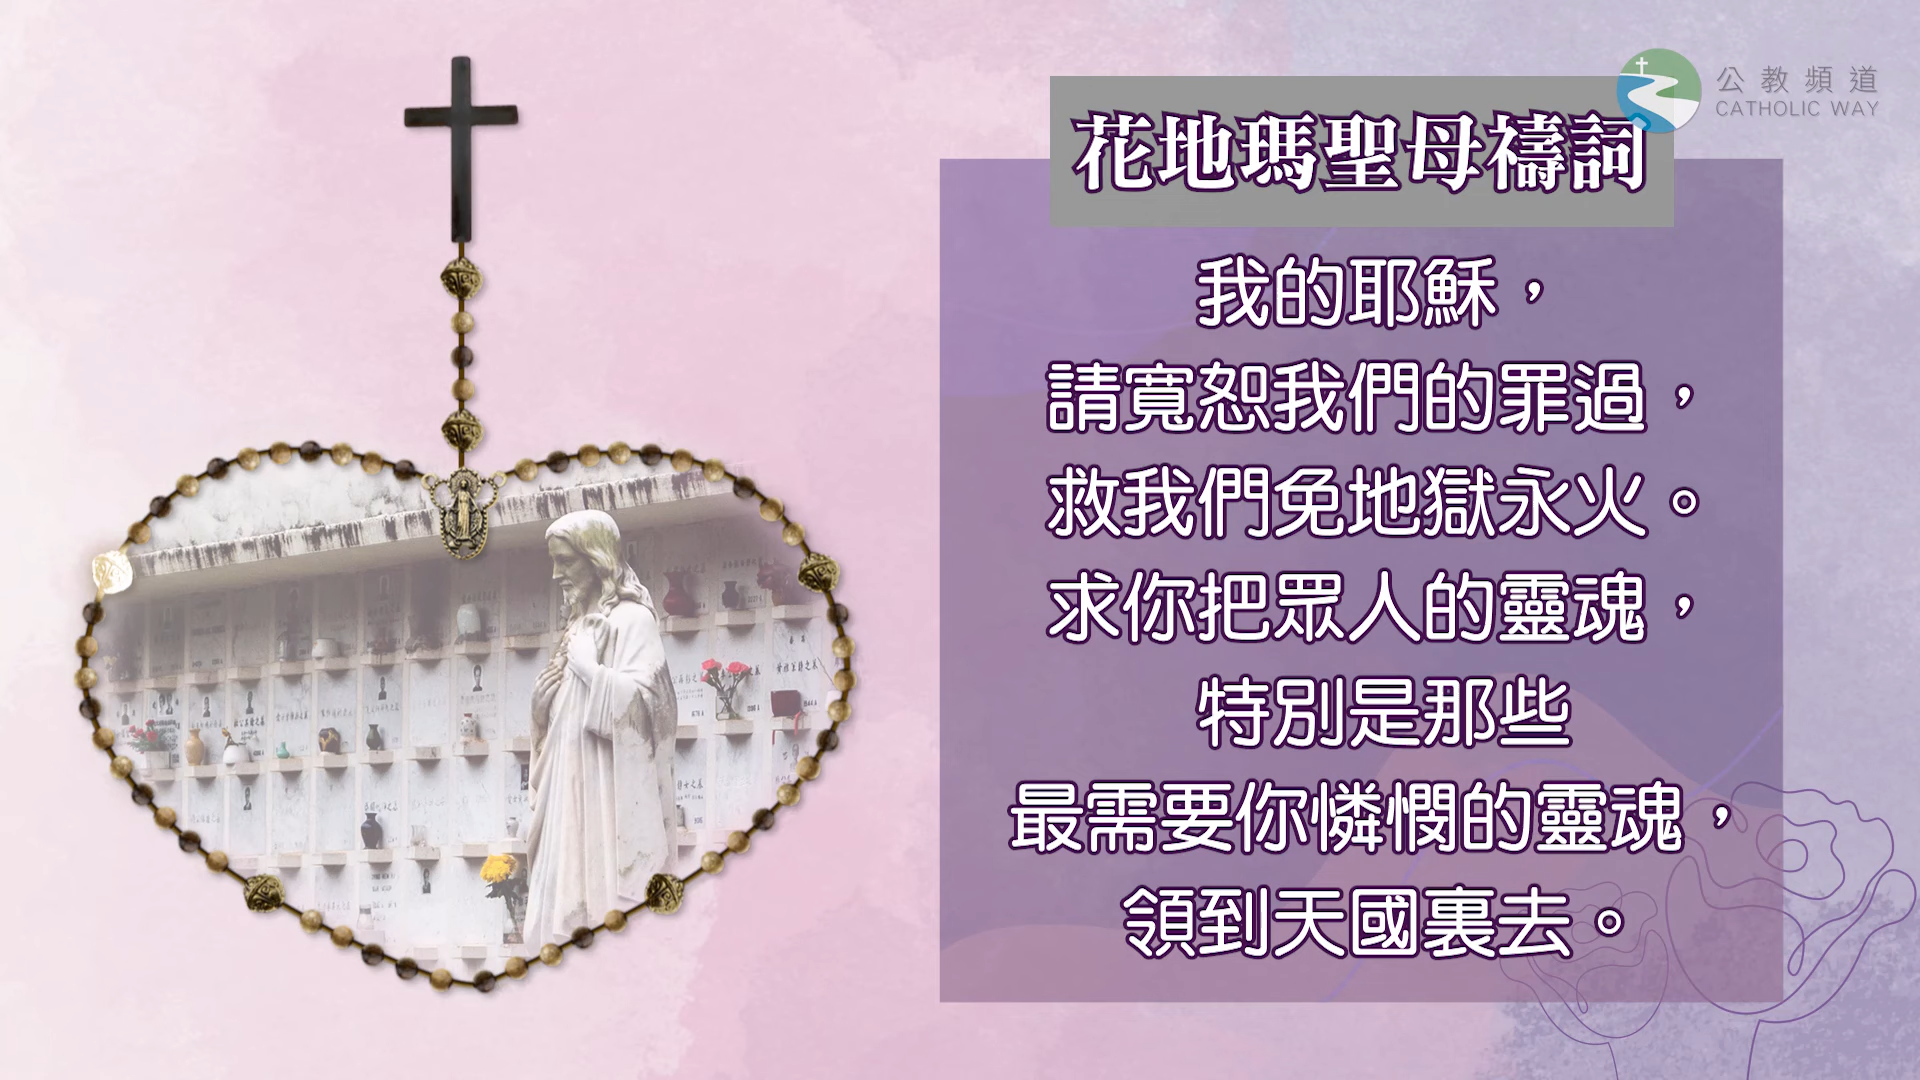 公教頻道
CATHOLIC WAY
花地瑪聖母禱詞
我的耶穌，
請寬恕我們的罪過，
救我們免地獄永火。
求你把眾人的靈魂，
特別是那些
最需要你憐憫的靈魂，
領到天國裏去。